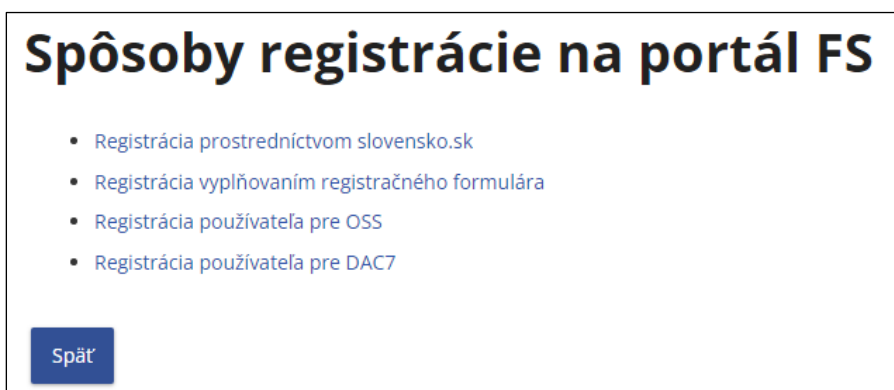 Spôsoby registrácie na portál FS
Registrácia prostredníctvom slovensko.sk
Registrácia vyplňovaním registračného formulára
Registrácia používateľa pre OSS
Registrácia používateľa pre DAC7
Späť